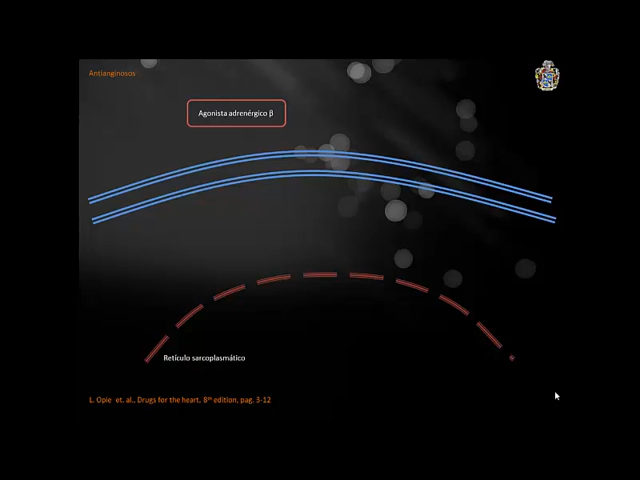 Antianginosos
Agonista adrenérgico β
Retículo sarcoplasmático
L. Opie et. al., Drugs for the heart, 8th edition, pag. 3-12